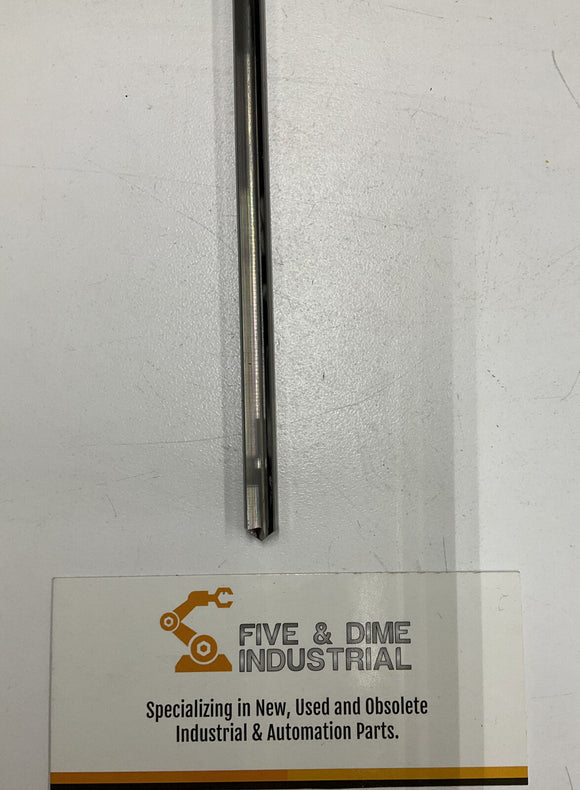 FIVE & DIME
INDUSTRIAL
Specializing in New, Used and Obsolete
Industrial & Automation Parts.